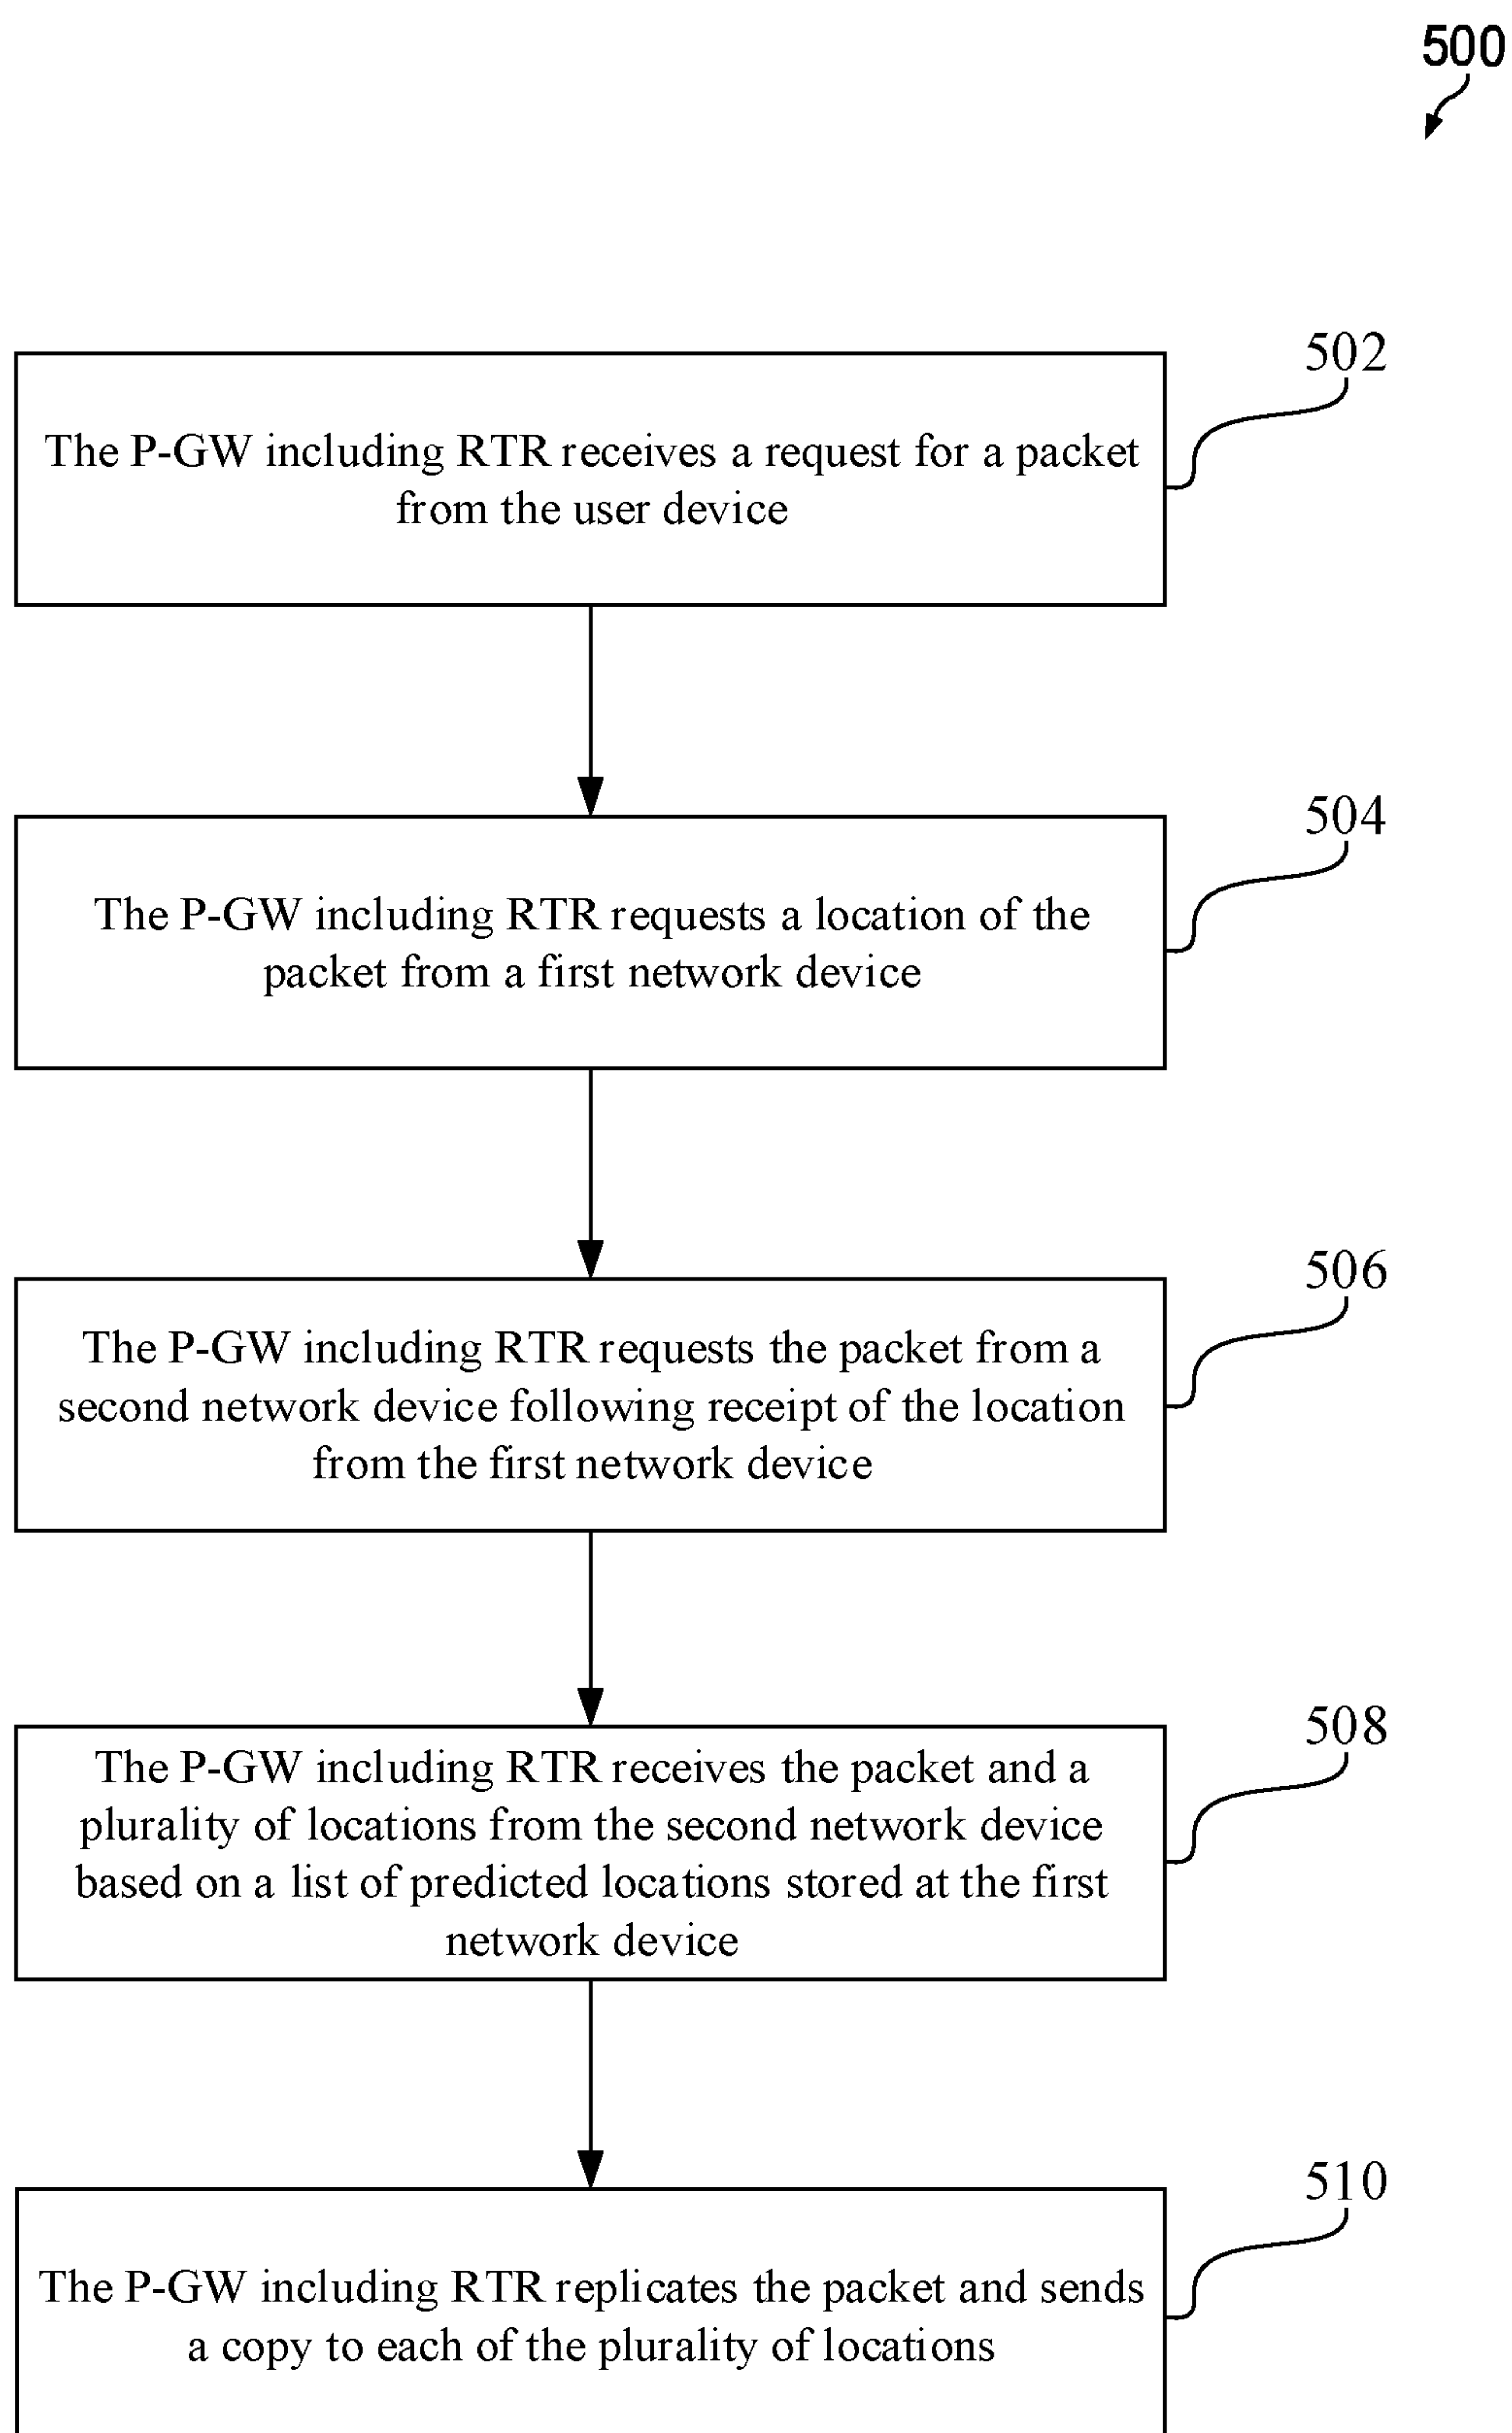 500
502
The P-GW including RTR receives a request for a packet
from the user device
504
The P-GW including RTR requests a location of the
packet from a first network device
506
The P-GW including RTR requests the packet from a
second network device following receipt of the location
from the first network device
508
The P-GW including RTR receives the packet and a
plurality of locations from the second network device
based on a list of predicted locations stored at the first
network device
510
The P-GW including RTR replicates the packet and sends
a copy to each of the plurality of locations